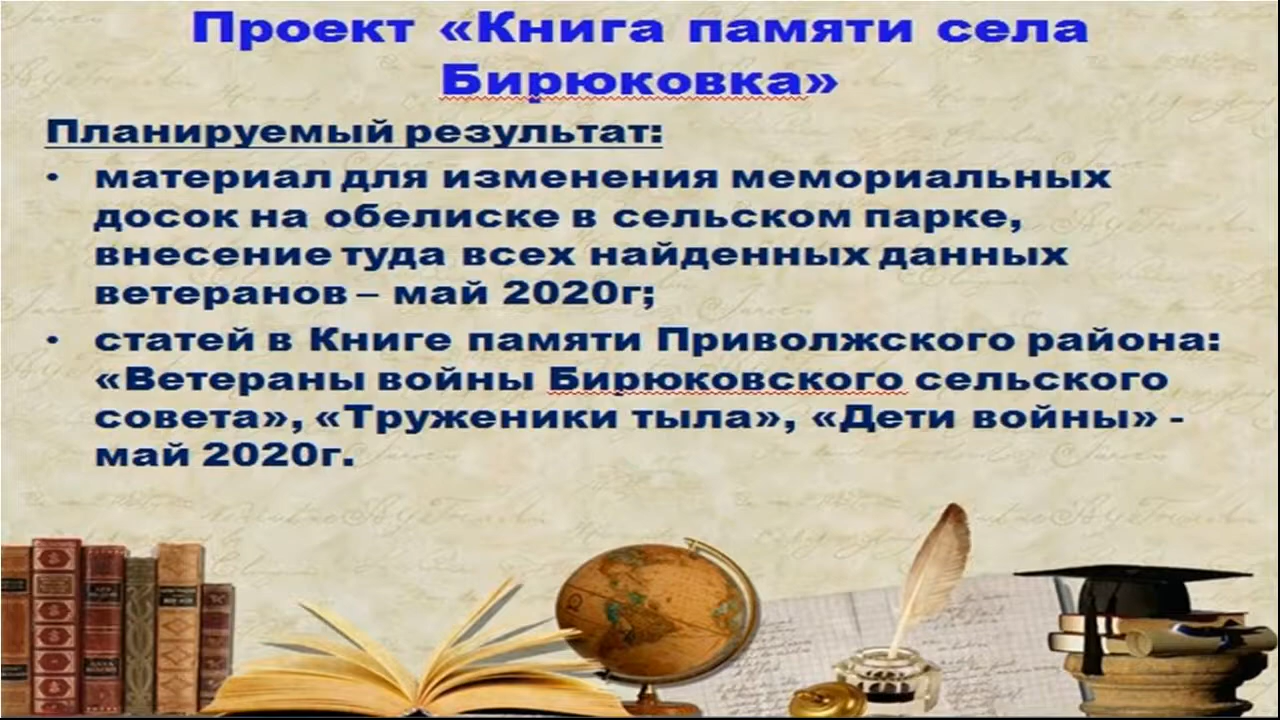 Проект «Книга памяти села
Бирюковка»
Планируемый результат:
• материал для изменения мемориальных
досок на обелиске в сельском парке,
внесение туда всех найденных данных
ветеранов – май 2020г;
• статей в Книге памяти Приволжского района:
«Ветераны войны Бирюковского сельского
совета», «Труженики тыла», «Дети войны» -
май 2020г.